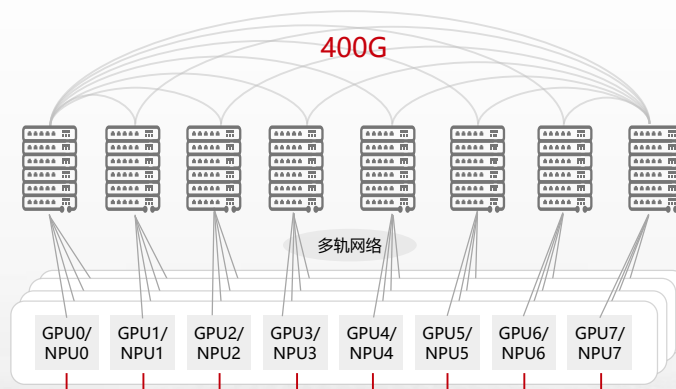 400G
多轨网络
GPU0/
NPU0
GPU1/
NPU1
GPU2/
NPU2
GPU3/
NPU3
GPU4/
NPU4
GPU5/
NPU5
GPU6/
NPU6
GPU7/
NPU7